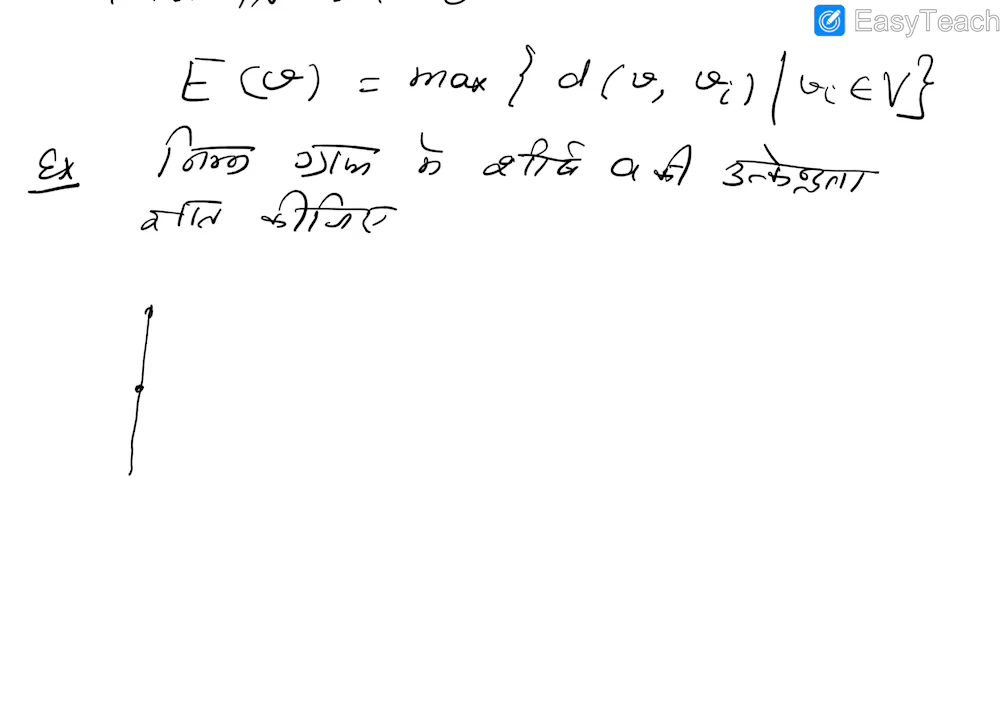 EasyTeach
E(v) = max { d(v, vi) | vi ∈ V}
Ex निम्न ग्राफ के शीर्ष a की उत्केन्द्रता
ज्ञात कीजिए